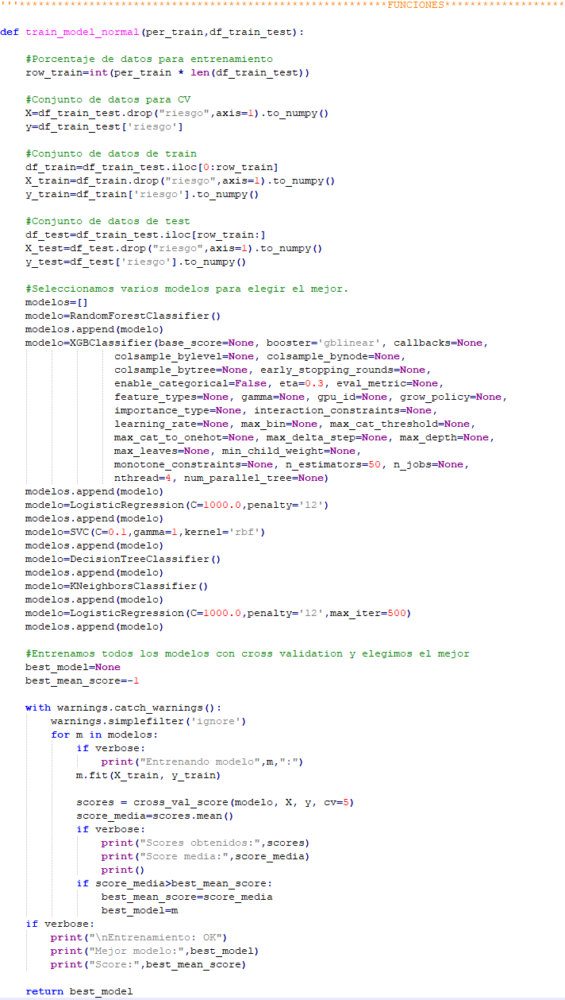 '''**********************************************************FUNCIONES*******************
def train_model_normal(per_train,df_train_test):
#Porcentaje de datos para entrenamiento
row_train=int(per_train * len(df_train_test))
#Conjunto de datos para CV
X=df_train_test.drop("riesgo",axis=1).to_numpy()
y=df_train_test['riesgo']
#Conjunto de datos de train
df_train=df_train_test.iloc[0:row_train]
X_train=df_train.drop("riesgo",axis=1).to_numpy()
y_train=df_train['riesgo'].to_numpy()
#Conjunto de datos de test
df_test=df_train_test.iloc[row_train:]
X_test=df_test.drop("riesgo",axis=1).to_numpy()
y_test=df_test['riesgo'].to_numpy()
#Seleccionamos varios modelos para elegir el mejor.
modelos=[]
modelo=RandomForestClassifier()
modelos.append(modelo)
modelo=XGBClassifier(base_score=None, booster='gblinear', callbacks=None,
colsample_bylevel=None, colsample_bynode=None,
colsample_bytree=None, early_stopping_rounds=None,
enable_categorical=False, eta=0.3, eval_metric=None,
feature_types=None, gamma=None, gpu_id=None, grow_policy=None,
importance_type=None, interaction_constraints=None,
learning_rate=None, max_bin=None, max_cat_threshold=None,
max_cat_to_onehot=None, max_delta_step=None, max_depth=None,
max_leaves=None, min_child_weight=None,
monotone_constraints=None, n_estimators=50, n_jobs=None,
nthread=4, num_parallel_tree=None)
modelos.append(modelo)
modelo=LogisticRegression(C=1000.0,penalty='l2')
modelos.append(modelo)
modelo=SVC(C=0.1,gamma=1,kernel='rbf')
modelos.append(modelo)
modelo=DecisionTreeClassifier()
modelos.append(modelo)
modelo=KNeighborsClassifier()
modelos.append(modelo)
modelo=LogisticRegression(C=1000.0,penalty='l2',max_iter=500)
modelos.append(modelo)
#Entrenamos todos los modelos con cross validation y elegimos el mejor
best_model=None
best_mean_score=-1
with warnings.catch_warnings():
warnings.simplefilter('ignore')
for m in modelos:
if verbose:
print("Entrenando modelo",m,":")
m.fit(X_train, y_train)
scores = cross_val_score(modelo, X, y, cv=5)
score_media=scores.mean()
if verbose:
print("Scores obtenidos:",scores)
print("Score media:",score_media)
print()
if score_media>best_mean_score:
best_mean_score=score_media
best_model=m
if verbose:
print("\nEntrenamiento: OK")
print("Mejor modelo:",best_model)
print("Score:",best_mean_score)
return best_model